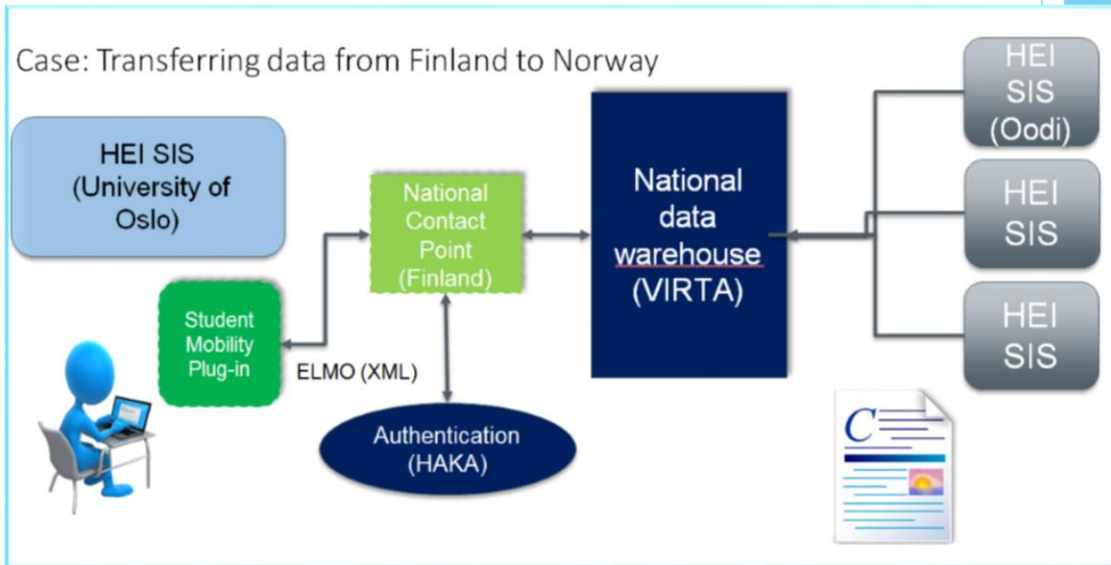 Case: Transferring data from Finland to Norway
HEI SIS
(University of
Oslo)
National
Contact
Point
(Finland)
Student
Mobility
Plug-in
ELMO (XML)
Authentication
(HAKA)
National
data
warehouse
(VIRTA)
HEI
SIS
(Oodi)
HEI
SIS
HEI
SIS
C